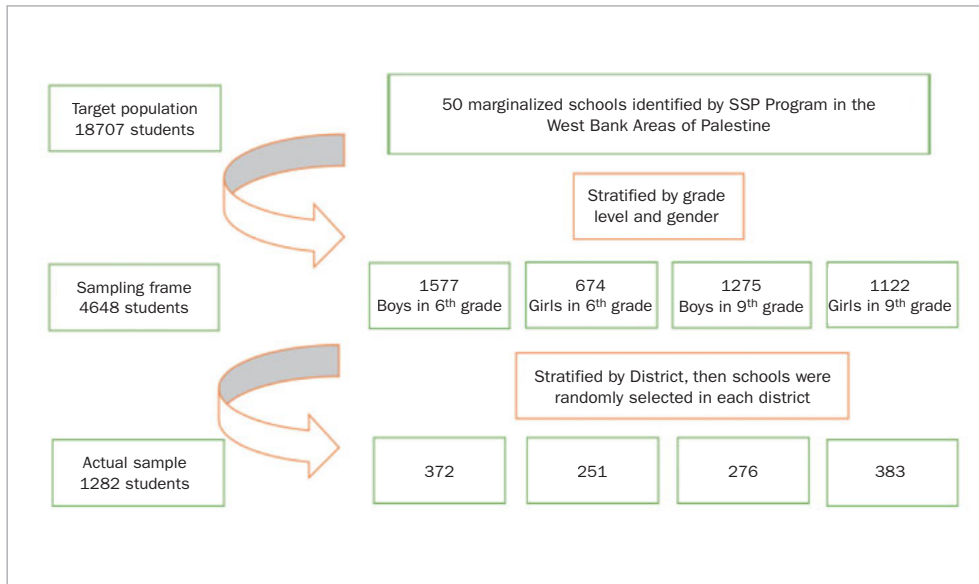 Target population
18707 students
50 marginalized schools identified by SSP Program in the
West Bank Areas of Palestine
Stratified by grade
level and gender
Sampling frame
4648 students
1577
Boys in 6th grade
674
Girls in 6th grade
1275
Boys in 9th grade
1122
Girls in 9th grade
Stratified by District, then schools were
randomly selected in each district
Actual sample
1282 students
372
251
276
383